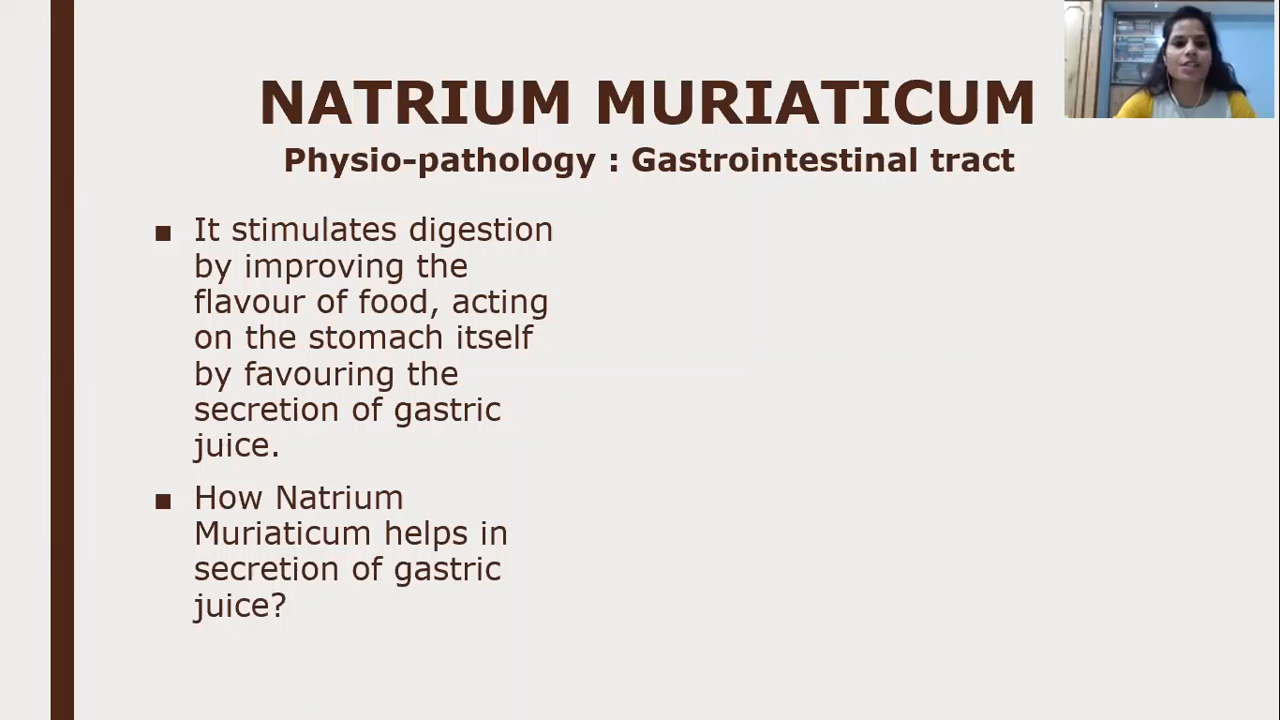 NATRIUM MURIATICUM
Physio-pathology : Gastrointestinal tract
▪ It stimulates digestion
by improving the
flavour of food, acting
on the stomach itself
by favouring the
secretion of gastric
juice.
▪ How Natrium
Muriaticum helps in
secretion of gastric
juice?